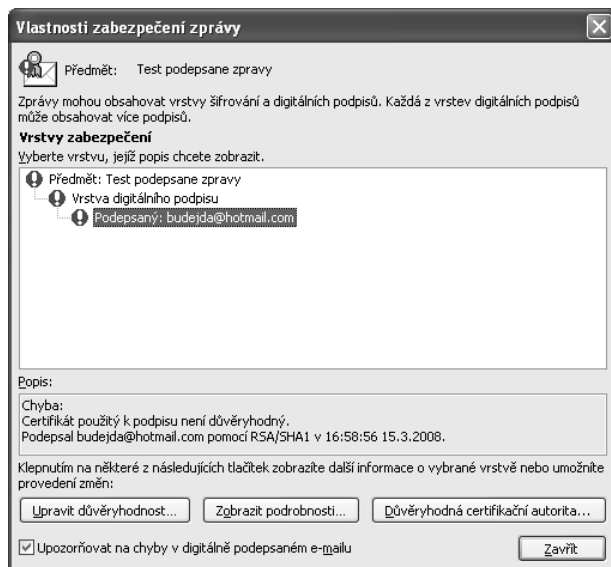 Vlastnosti zabezpečení zprávy
Předmět: Test podepsane zpravy
Zprávy mohou obsahovat vrstvy šifrování a digitálních podpisů. Každá z vrstev digitálních podpisů
může obsahovat více podpisů.
Vrstvy zabezpečení
Vyberte vrstvu, jejíž popis chcete zobrazit.
Předmět: Test podepsane zpravy
Vrstva digitálního podpisu
Podepsaný: budejda@hotmail.com
Popis:
Chyba:
Certifikát použitý k podpisu není důvěryhodný.
Podepsal budejda@hotmail.com pomocí RSA/SHA1 v 16:58:56 15.3.2008.
Klepnutím na některé z následujících tlačítek zobrazíte další informace o vybrané vrstvě nebo umožníte
provedení změn:
Upravit důvěryhodnost... Zobrazit podrobnosti... Důvěryhodná certifikační autorita...
Upozorňovat na chyby v digitálně podepsaném e-mailu Zavřít